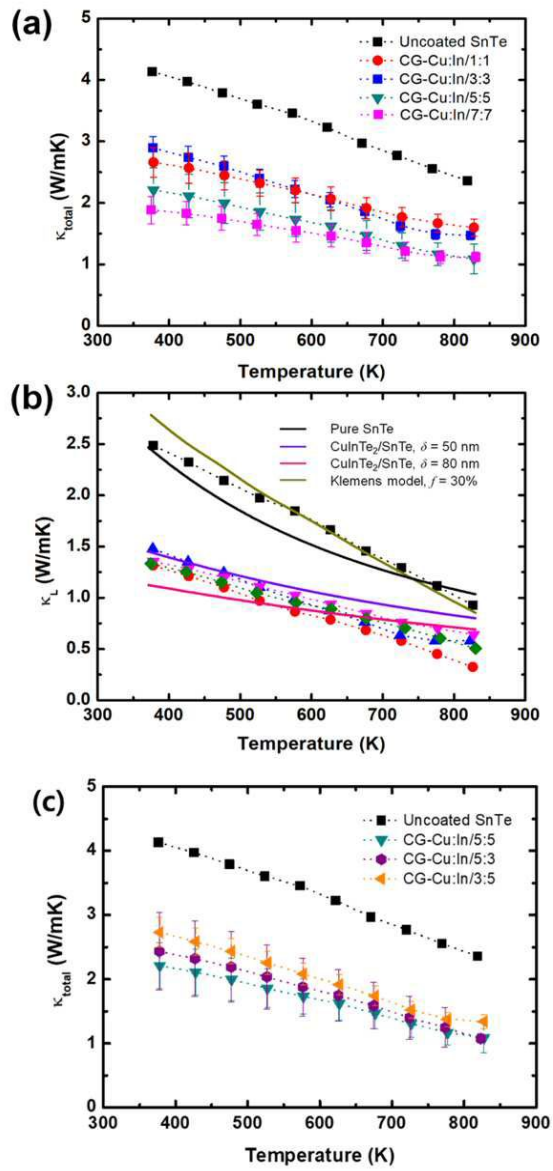 (a)
5
4
3
2
1
0
κtotal (W/mK)
Uncoated SnTe
CG-Cu:In/1:1
CG-Cu:In/3:3
CG-Cu:In/5:5
CG-Cu:In/7:7
300 400 500 600 700 800 900
Temperature (K)
(b)
3.0
2.5
2.0
1.5
1.0
0.5
0.0
κL (W/mK)
Pure SnTe
CuInTe2/SnTe, δ = 50 nm
CuInTe2/SnTe, δ = 80 nm
Klemens model, f = 30%
300 400 500 600 700 800 900
Temperature (K)
(c)
5
4
3
2
1
0
κtotal (W/mK)
Uncoated SnTe
CG-Cu:In/5:5
CG-Cu:In/5:3
CG-Cu:In/3:5
300 400 500 600 700 800 900
Temperature (K)